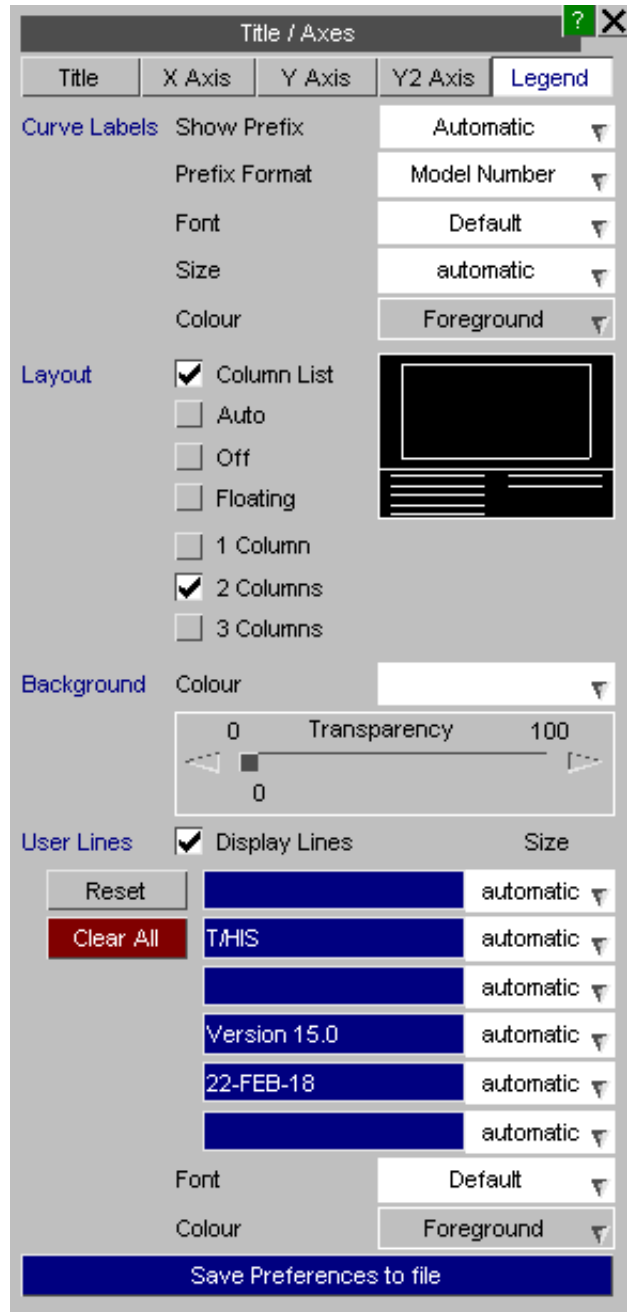 Title / Axes ? X
Title X Axis Y Axis Y2 Axis Legend
Curve Labels Show Prefix Automatic
Prefix Format Model Number
Font Default
Size automatic
Colour Foreground
Layout Column List
Auto
Off
Floating
1 Column
2 Columns
3 Columns
Background Colour
0 Transparency 100
0
User Lines Display Lines Size
Reset automatic
Clear All T/HIS automatic
automatic
Version 15.0 automatic
22-FEB-18 automatic
automatic
Font Default
Colour Foreground
Save Preferences to file